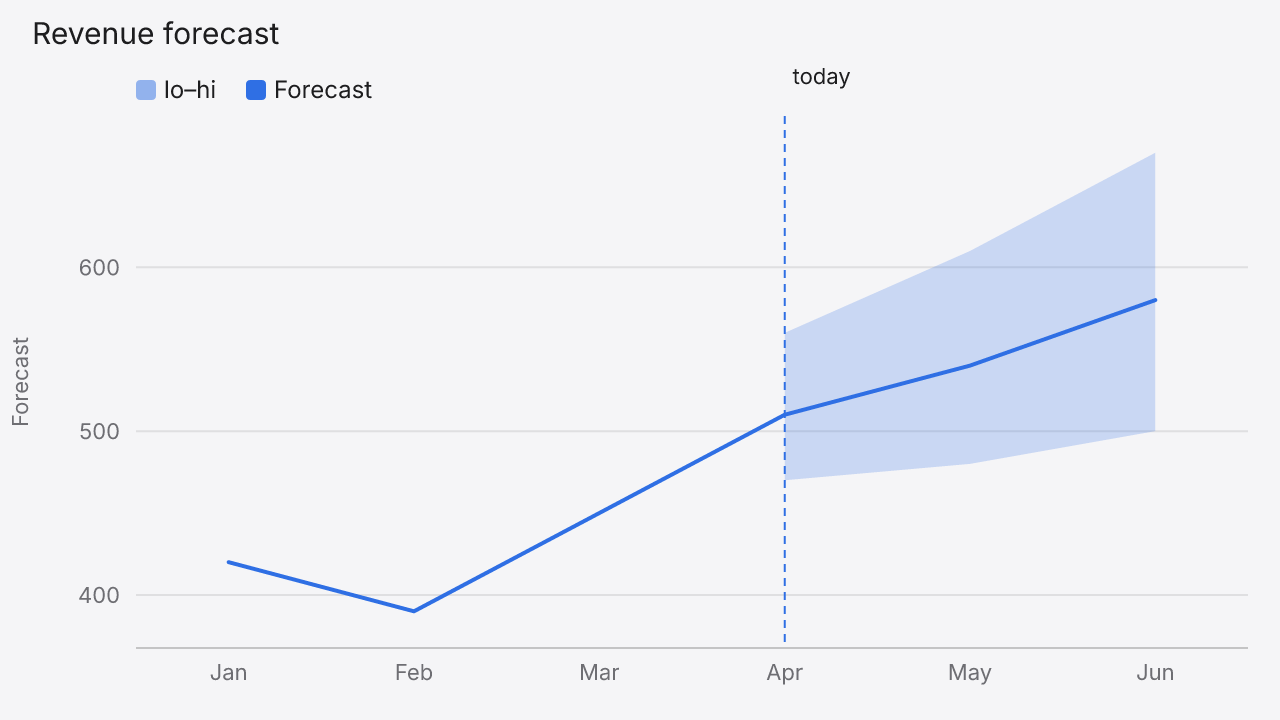 Revenue forecast
lo–hi
Forecast
today
600
500
400
Forecast
Jan
Feb
Mar
Apr
May
Jun